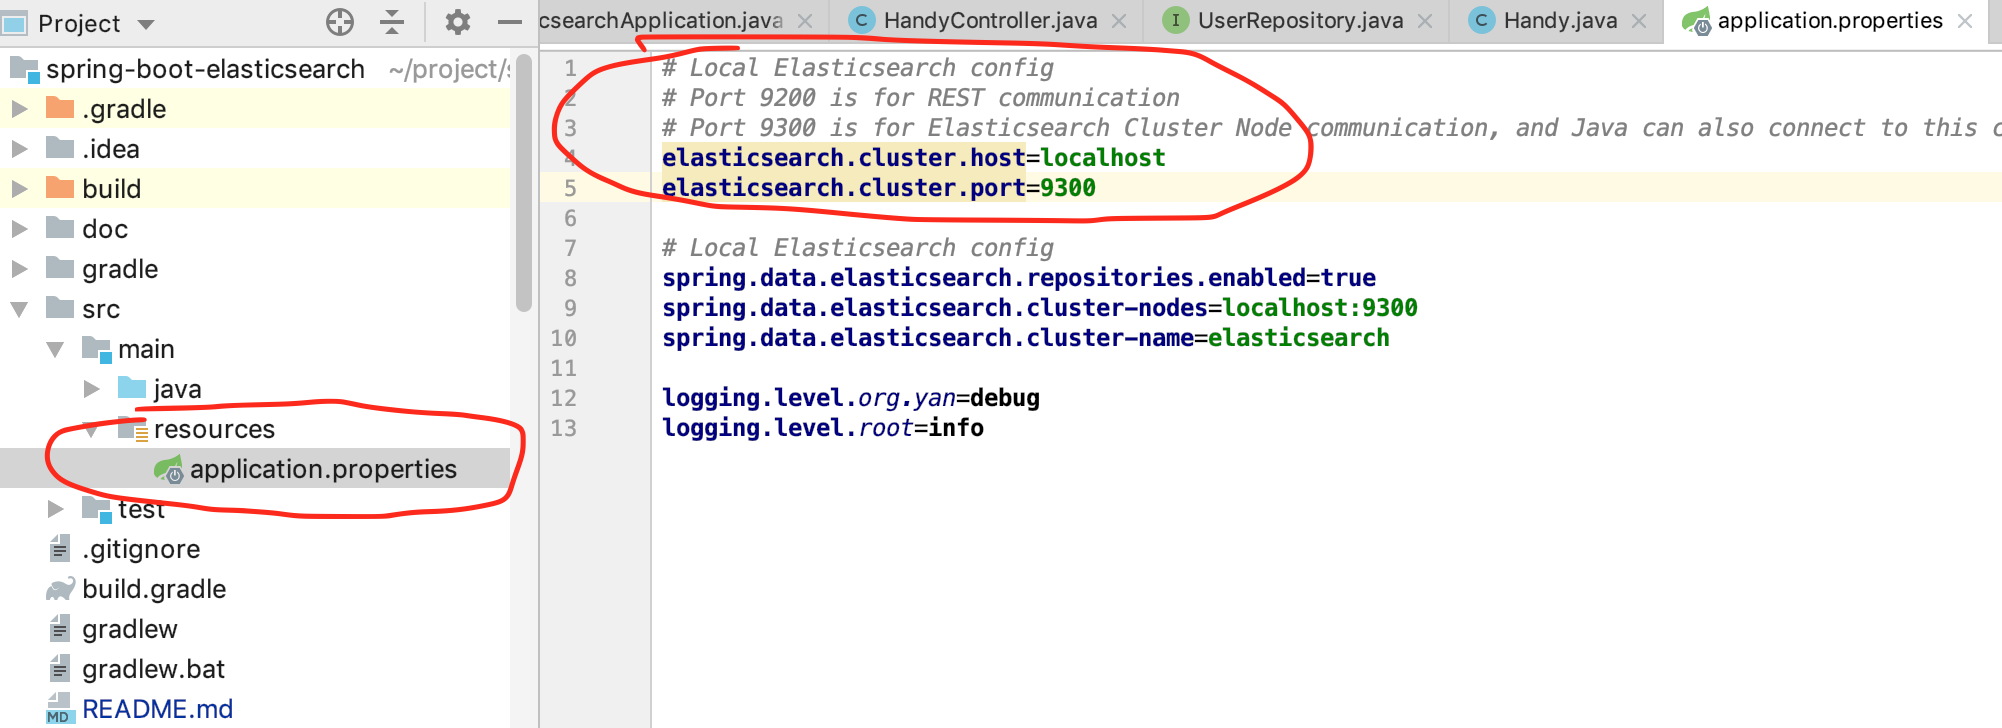 Project
csearchApplication.java
HandyController.java
UserRepository.java
Handy.java
application.properties
spring-boot-elasticsearch ~/project/
.gradle
.idea
build
doc
gradle
src
main
java
resources
application.properties
test
.gitignore
build.gradle
gradlew
gradlew.bat
README.md
1 # Local Elasticsearch config
2 # Port 9200 is for REST communication
3 # Port 9300 is for Elasticsearch Cluster Node communication, and Java can also connect to this c
4 elasticsearch.cluster.host=localhost
5 elasticsearch.cluster.port=9300
6
7 # Local Elasticsearch config
8 spring.data.elasticsearch.repositories.enabled=true
9 spring.data.elasticsearch.cluster-nodes=localhost:9300
10 spring.data.elasticsearch.cluster-name=elasticsearch
11
12 logging.level.org.yan=debug
13 logging.level.root=info